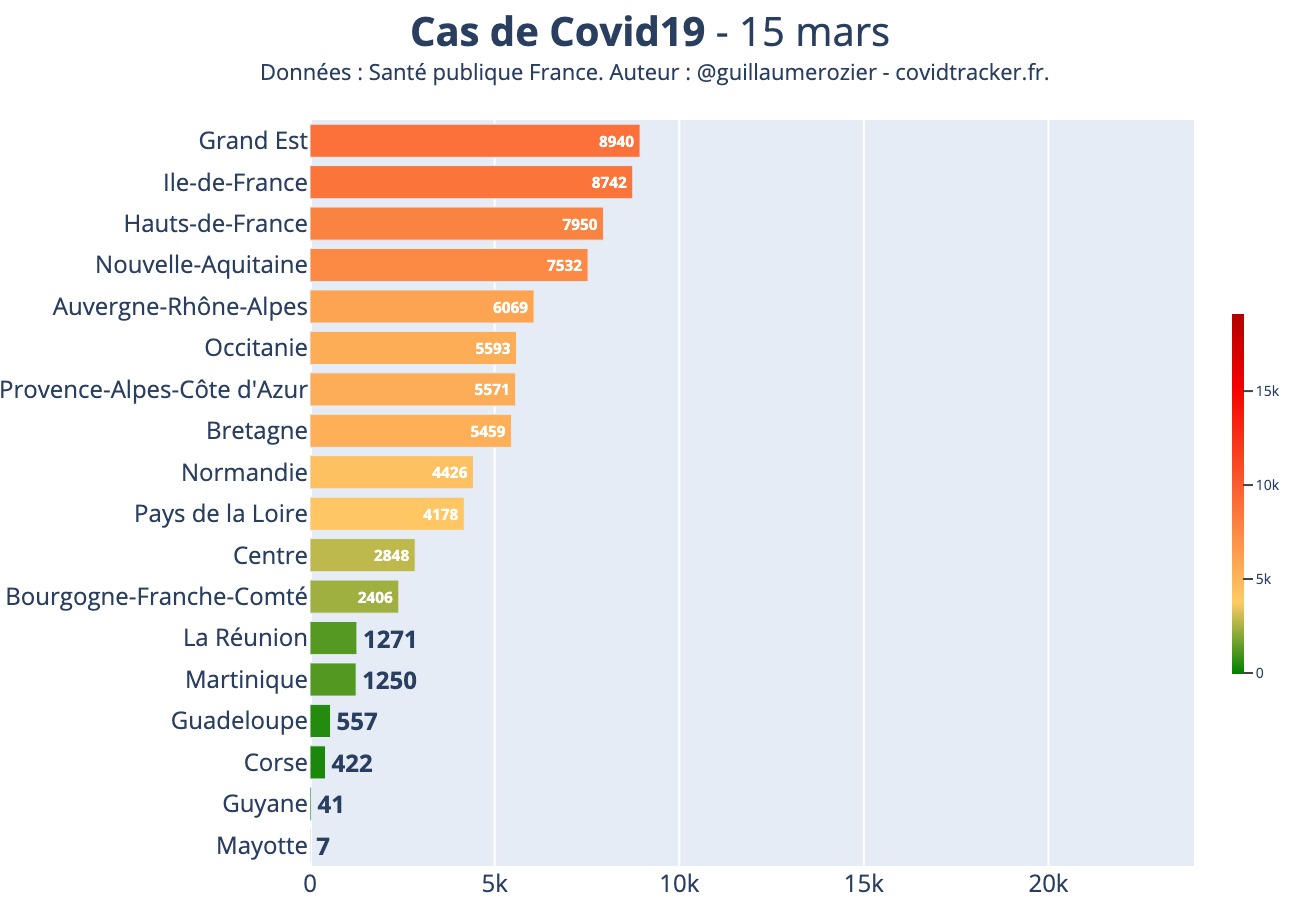 Cas de Covid19 - 15 mars
Données : Santé publique France. Auteur : @guillaumerozier - covidtracker.fr.
Grand Est 8940
Ile-de-France 8742
Hauts-de-France 7950
Nouvelle-Aquitaine 7532
Auvergne-Rhône-Alpes 6069
Occitanie 5593
Provence-Alpes-Côte d'Azur 5571
Bretagne 5459
Normandie 4426
Pays de la Loire 4178
Centre 2848
Bourgogne-Franche-Comté 2406
La Réunion 1271
Martinique 1250
Guadeloupe 557
Corse 422
Guyane 41
Mayotte 7
0 5k 10k 15k 20k
15k
10k
5k
0